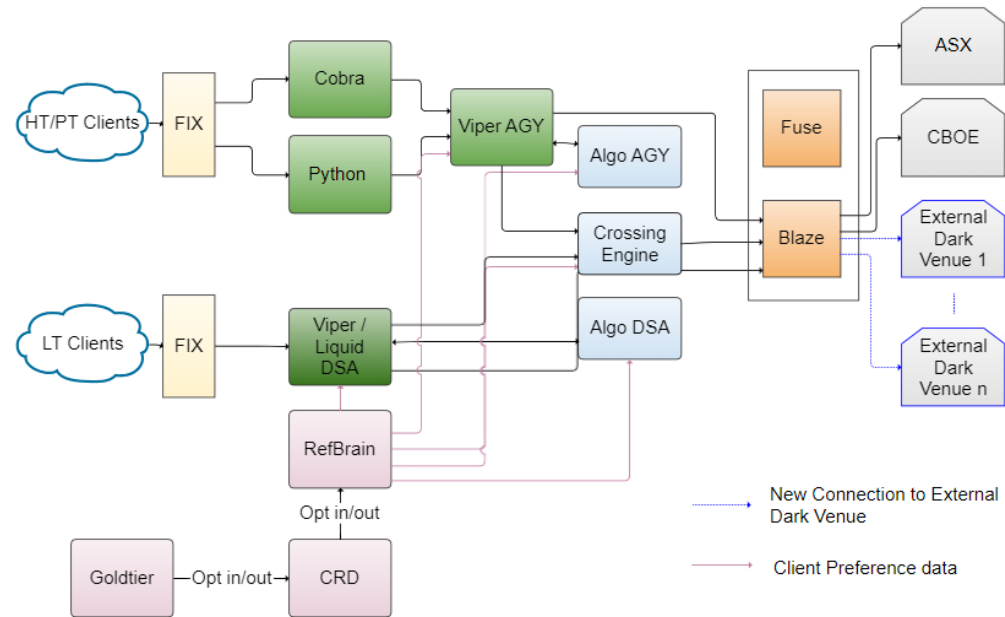 HT/PT Clients
FIX
Cobra
Python
Viper AGY
Algo AGY
Fuse
ASX
CBOE
Crossing
Engine
Blaze
External
Dark
Venue 1
LT Clients
FIX
Viper /
Liquid
DSA
Algo DSA
External
Dark
Venue n
RefBrain
Opt in/out
Goldtier
Opt in/out
CRD
New Connection to External
Dark Venue
Client Preference data